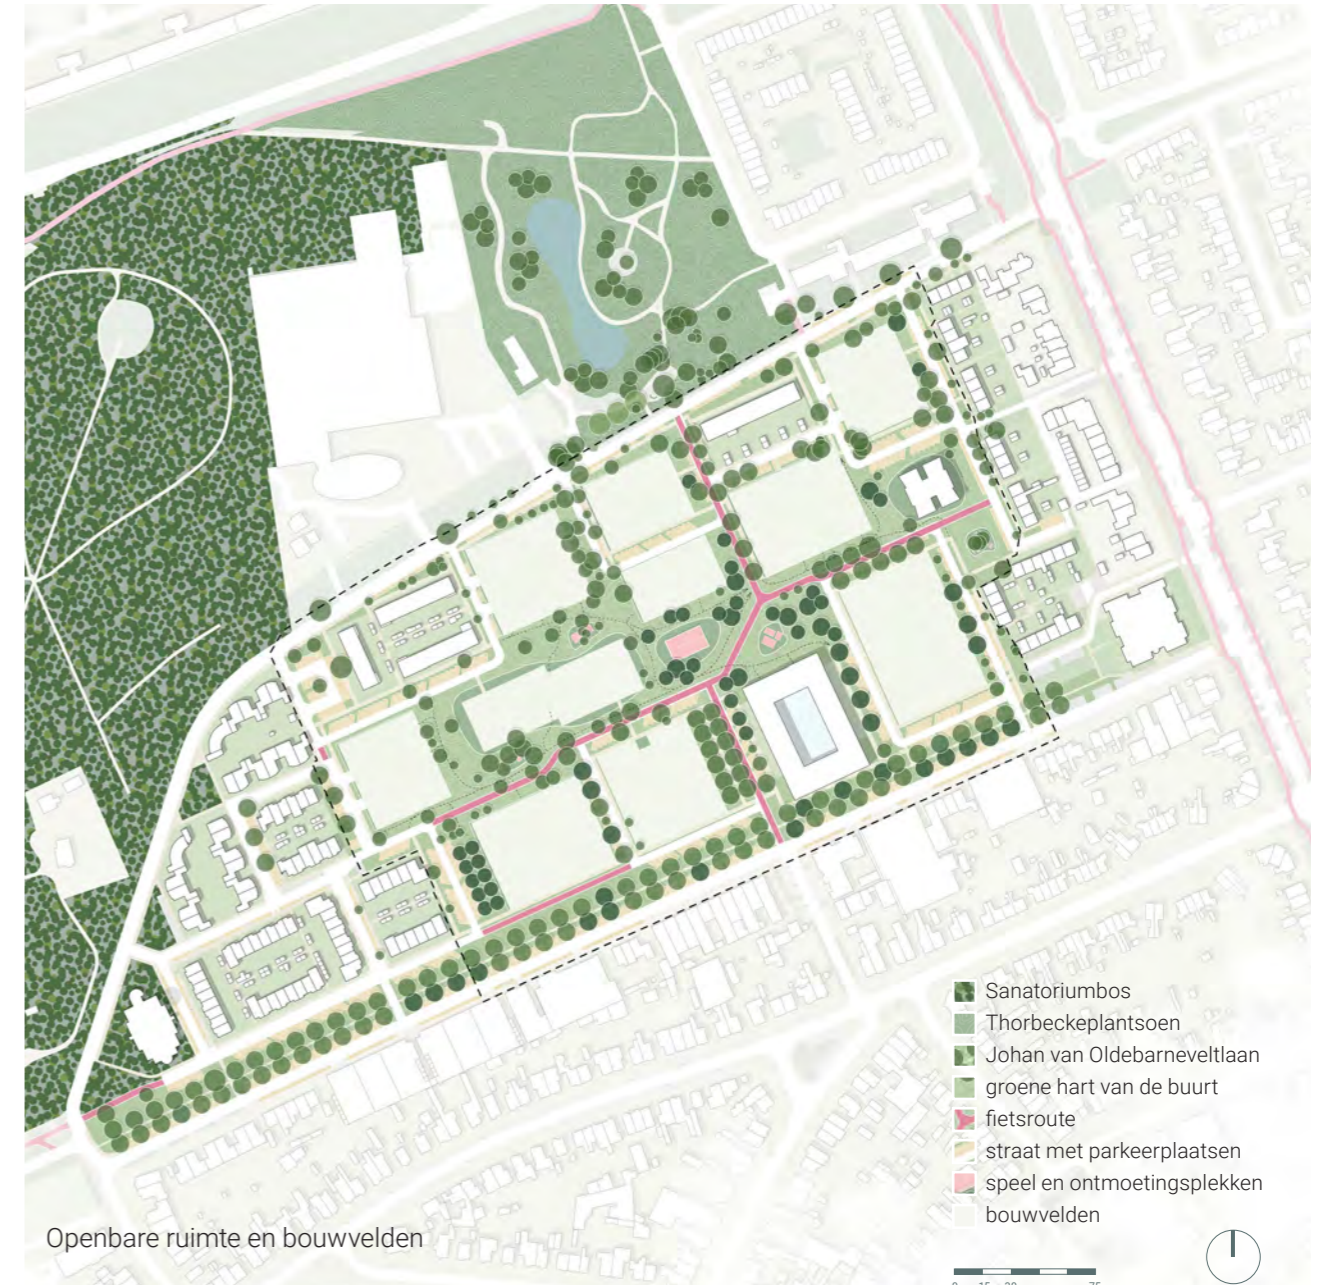 Sanatoriumbos
Thorbeckeplantsoen
Johan van Oldebarneveltlaan
groene hart van de buurt
fietsroute
straat met parkeerplaatsen
speel en ontmoetingsplekken
bouwvelden
Openbare ruimte en bouwvelden